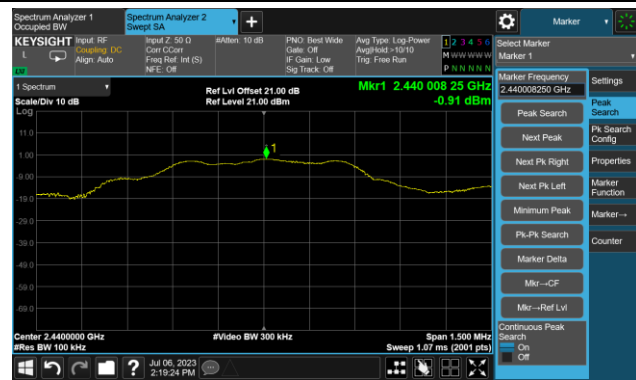 Spectrum Analyzer 1
Occupied BW
Spectrum Analyzer 2
Swept SA
Marker
KEYSIGHT
L
LW
Input: RF
Coupling: DC
Align: Auto
Input Z: 50 Ω
Corr CCorr
Freq Ref: Int (S)
NFE: Off
#Atten: 10 dB
PNO: Best Wide
Gate: Off
IF Gain: Low
Sig Track: Off
Avg Type: Log-Power
Avg|Hold:>10/10
Trig: Free Run
1 2 3 4 5 6
M W W W W W
P N N N N N
Select Marker
Marker 1
1 Spectrum
Scale/Div 10 dB
Log
Ref Lvl Offset 21.00 dB
Ref Level 21.00 dBm
Mkr1 2.440 008 25 GHz
-0.91 dBm
11.0
1.00
-9.00
-19.0
-29.0
-39.0
-49.0
-59.0
-69.0
1
Center 2.4400000 GHz
#Res BW 100 kHz
#Video BW 300 kHz
Span 1.500 MHz
Sweep 1.07 ms (2001 pts)
Marker Frequency
2.440008250 GHz
Peak Search
Next Peak
Next Pk Right
Next Pk Left
Minimum Peak
Pk-Pk Search
Marker Delta
Mkr→CF
Mkr→Ref Lvl
Continuous Peak
Search
On
Off
Settings
Peak
Search
Pk Search
Config
Properties
Marker
Function
Marker→
Counter
?
Jul 06, 2023
2:19:24 PM